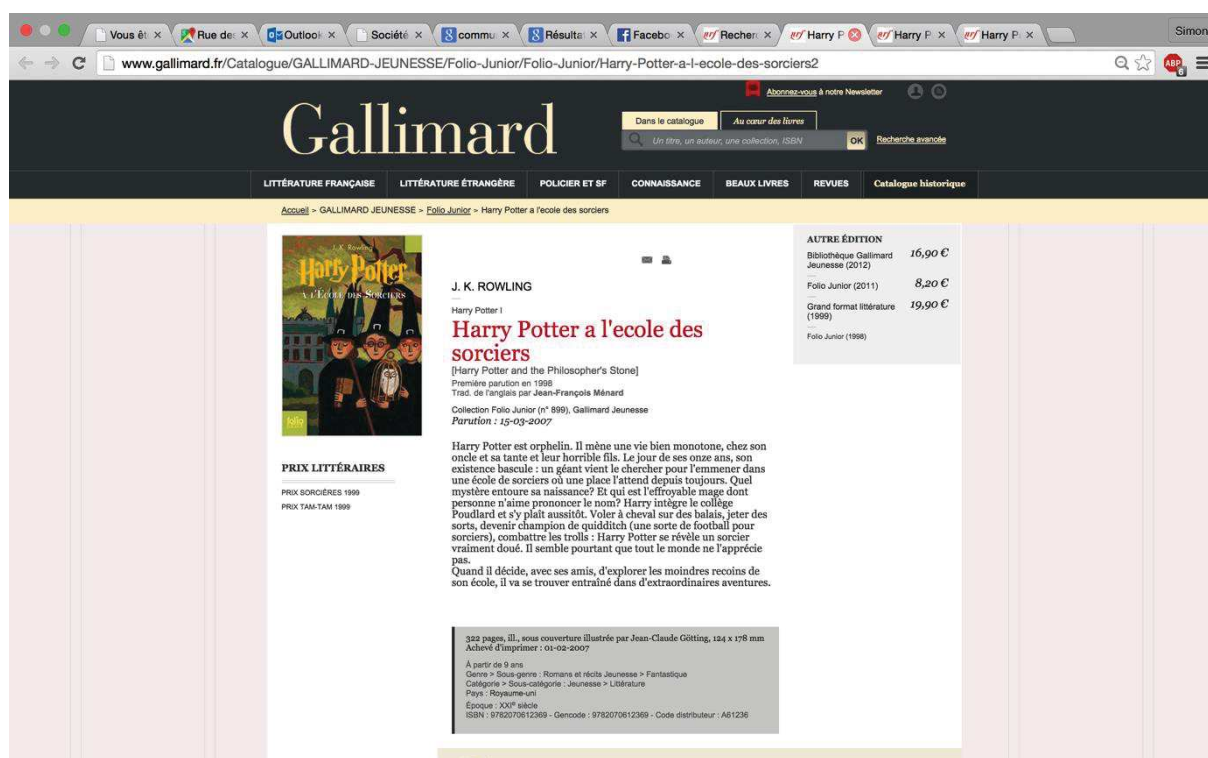 Vous êt
Rue de
Outlook
Société
commu
Résulta
Facebo
Recher
Harry P
Harry P
Harry P
Simon
www.gallimard.fr/Catalogue/GALLIMARD-JEUNESSE/Folio-Junior/Folio-Junior/Harry-Potter-a-l-ecole-des-sorciers2
ABP
6
Abonnez-vous à notre Newsletter
Gallimard
Dans le catalogue
Au cœur des livres
Un titre, un auteur, une collection, ISBN
OK
Recherche avancée
LITTÉRATURE FRANÇAISE LITTÉRATURE ÉTRANGÈRE POLICIER ET SF CONNAISSANCE BEAUX LIVRES REVUES Catalogue historique
Accueil > GALLIMARD JEUNESSE > Folio Junior > Harry Potter a l'ecole des sorciers
J.K. Rowling
Harry Potter
A L'ÉCOLE DES SORCIERS
folio
PRIX LITTÉRAIRES
PRIX SORCIÈRES 1999
PRIX TAM-TAM 1999
J. K. ROWLING
Harry Potter I
Harry Potter a l'ecole des
sorciers
[Harry Potter and the Philosopher's Stone]
Première parution en 1998
Trad. de l'anglais par Jean-François Ménard
Collection Folio Junior (n° 899), Gallimard Jeunesse
Parution : 15-03-2007
Harry Potter est orphelin. Il mène une vie bien monotone, chez son
oncle et sa tante et leur horrible fils. Le jour de ses onze ans, son
existence bascule : un géant vient le chercher pour l'emmener dans
une école de sorciers où une place l'attend depuis toujours. Quel
mystère entoure sa naissance? Et qui est l'effroyable mage dont
personne n'aime prononcer le nom? Harry intègre le collège
Poudlard et s'y plaît aussitôt. Voler à cheval sur des balais, jeter des
sorts, devenir champion de quidditch (une sorte de football pour
sorciers), combattre les trolls : Harry Potter se révèle un sorcier
vraiment doué. Il semble pourtant que tout le monde ne l'apprécie
pas.
Quand il décide, avec ses amis, d'explorer les moindres recoins de
son école, il va se trouver entraîné dans d'extraordinaires aventures.
322 pages, ill., sous couverture illustrée par Jean-Claude Götting, 124 x 178 mm
Achevé d'imprimer : 01-02-2007
À partir de 9 ans
Genre > Sous-genre : Romans et récits Jeunesse > Fantastique
Catégorie > Sous-catégorie : Jeunesse > Littérature
Pays : Royaume-uni
Époque : XXIe siècle
ISBN : 9782070612369 - Gencode : 9782070612369 - Code distributeur : A61236
AUTRE ÉDITION
Bibliothèque Gallimard 16,90 €
Jeunesse (2012)
Folio Junior (2011) 8,20 €
Grand format littérature 19,90 €
(1999)
Folio Junior (1998)